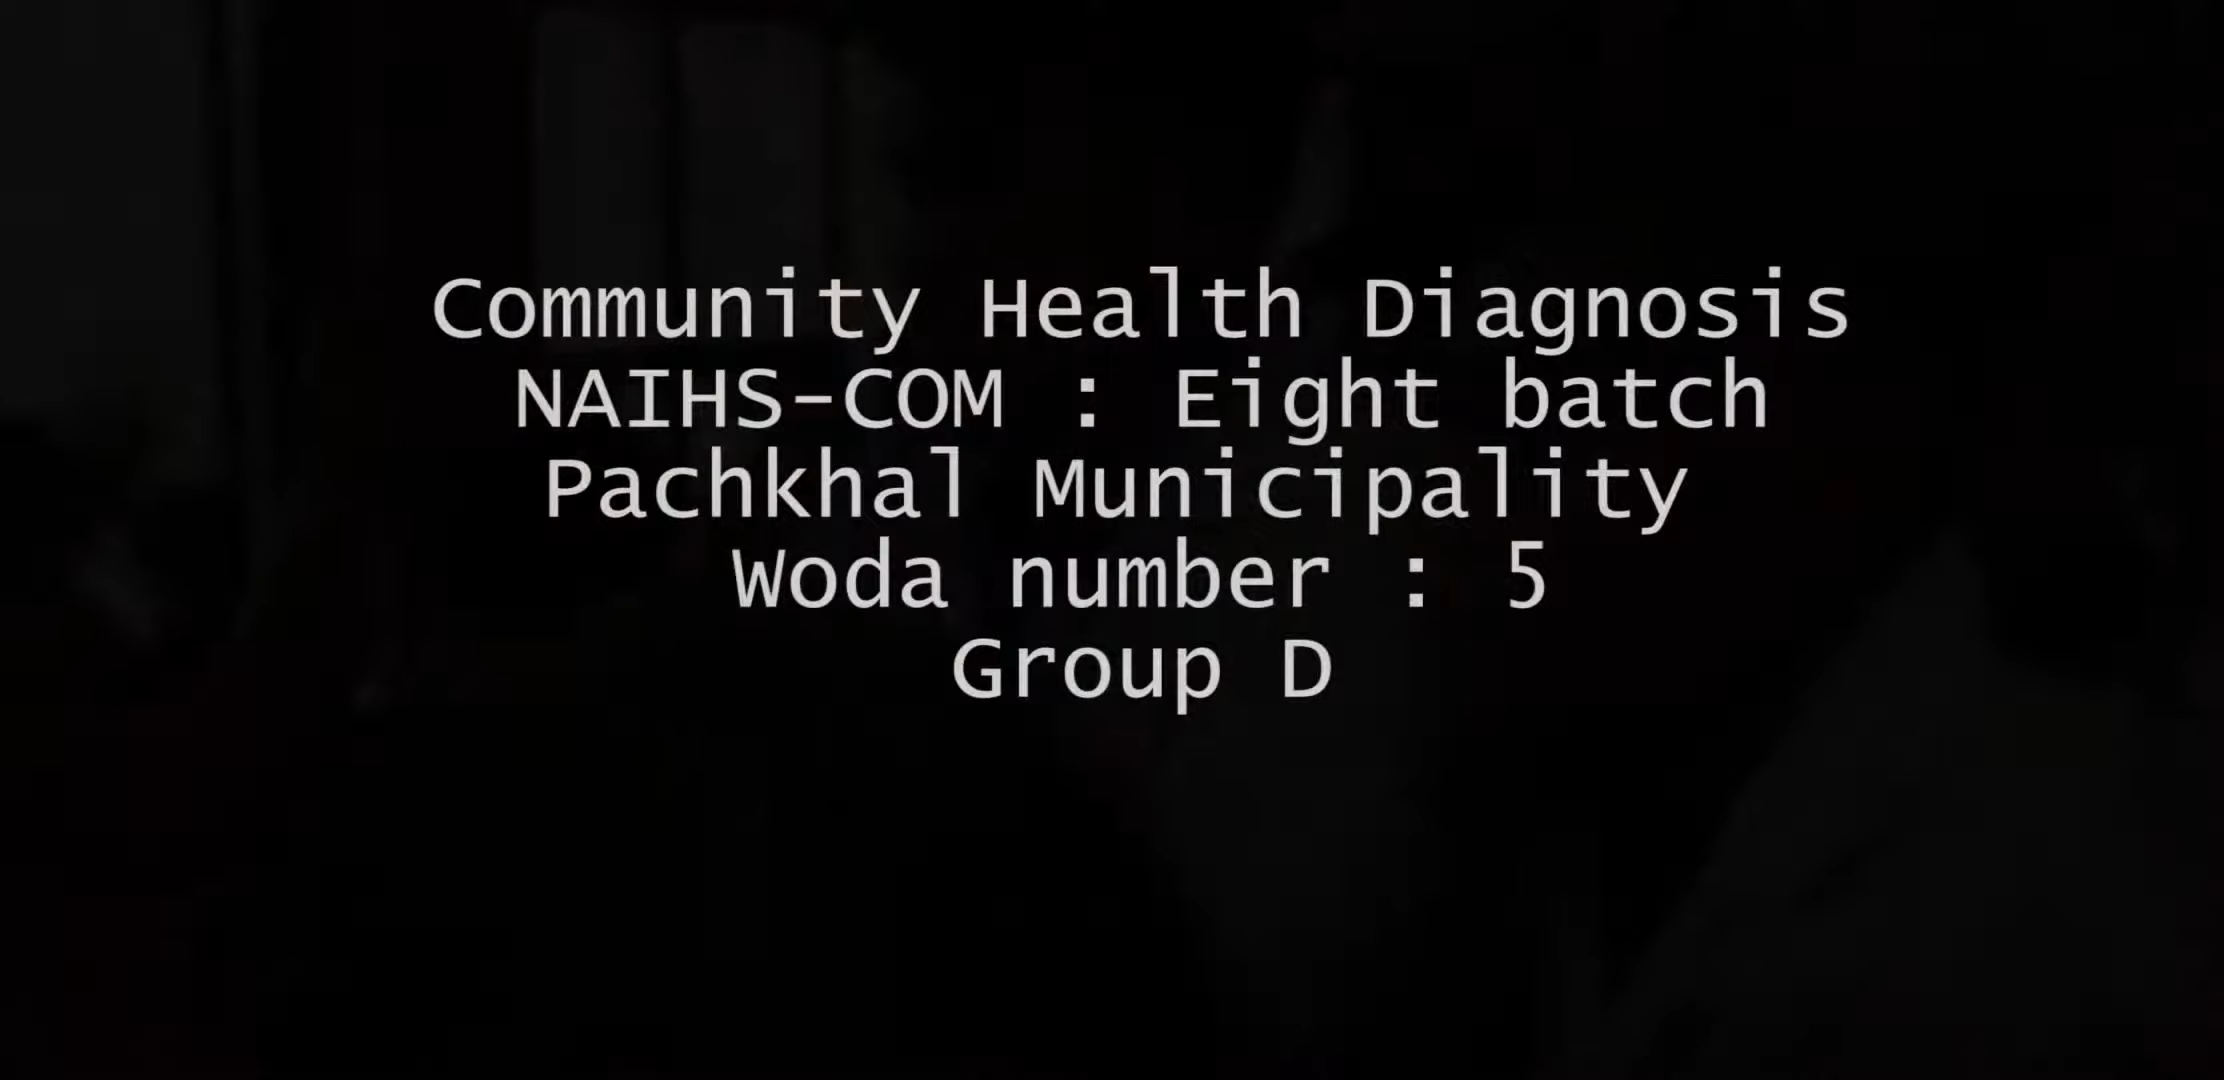 Community Health Diagnosis
NAIHS-COM : Eight batch
Pachkhal Municipality
Woda number : 5
Group D